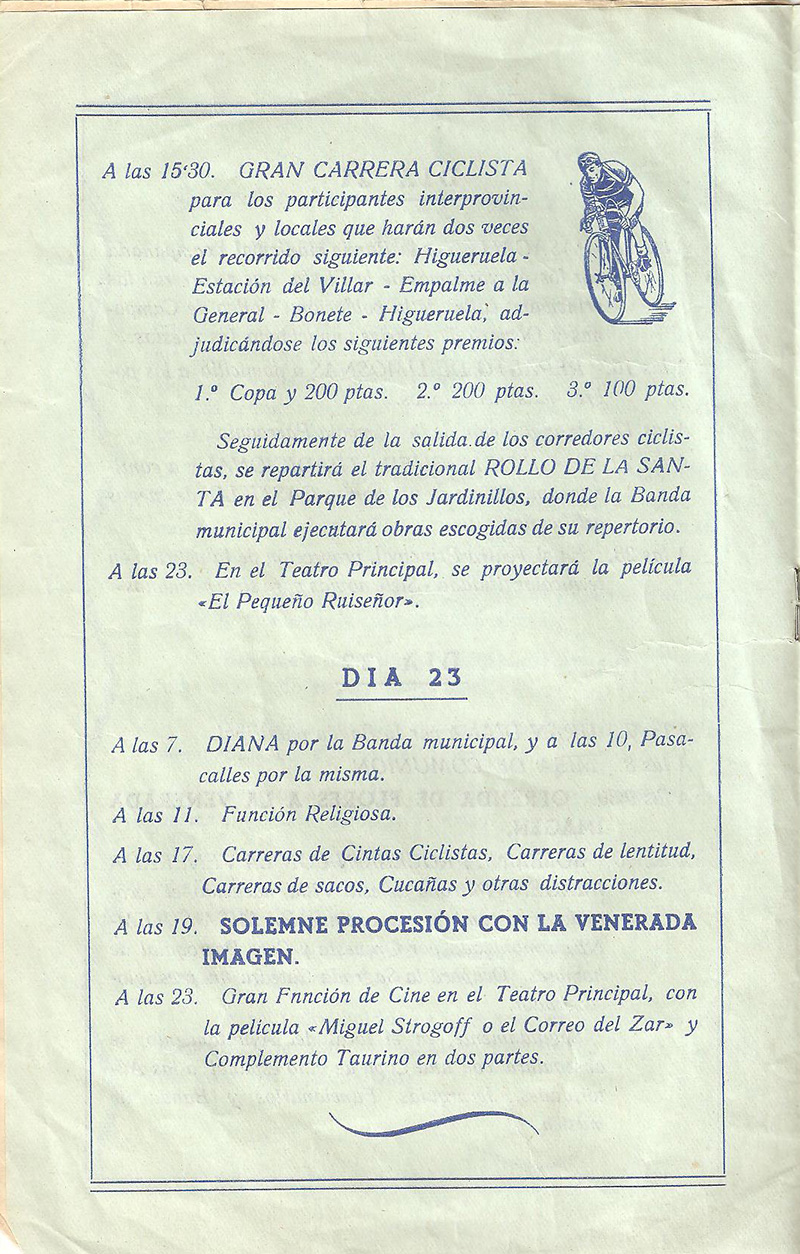 A las 15'30. GRAN CARRERA CICLISTA
para los participantes interprovin-
ciales y locales que harán dos veces
el recorrido siguiente: Higueruela -
Estación del Villar - Empalme a la
General - Bonete - Higueruela, ad-
judicándose los siguientes premios:
1.º Copa y 200 ptas. 2.º 200 ptas. 3.º 100 ptas.
Seguidamente de la salida.de los corredores ciclis-
tas, se repartirá el tradicional ROLLO DE LA SAN-
TA en el Parque de los Jardinillos, donde la Banda
municipal ejecutará obras escogidas de su repertorio.
A las 23. En el Teatro Principal, se proyectará la película
«El Pequeño Ruiseñor».
DIA 23
A las 7. DIANA por la Banda municipal, y a las 10, Pasa-
calles por la misma.
A las 11. Función Religiosa.
A las 17. Carreras de Cintas Ciclistas, Carreras de lentitud,
Carreras de sacos, Cucañas y otras distracciones.
A las 19. SOLEMNE PROCESIÓN CON LA VENERADA
IMAGEN.
A las 23. Gran Fnnción de Cine en el Teatro Principal, con
la pelicula «Miguel Strogoff o el Correo del Zar» y
Complemento Taurino en dos partes.